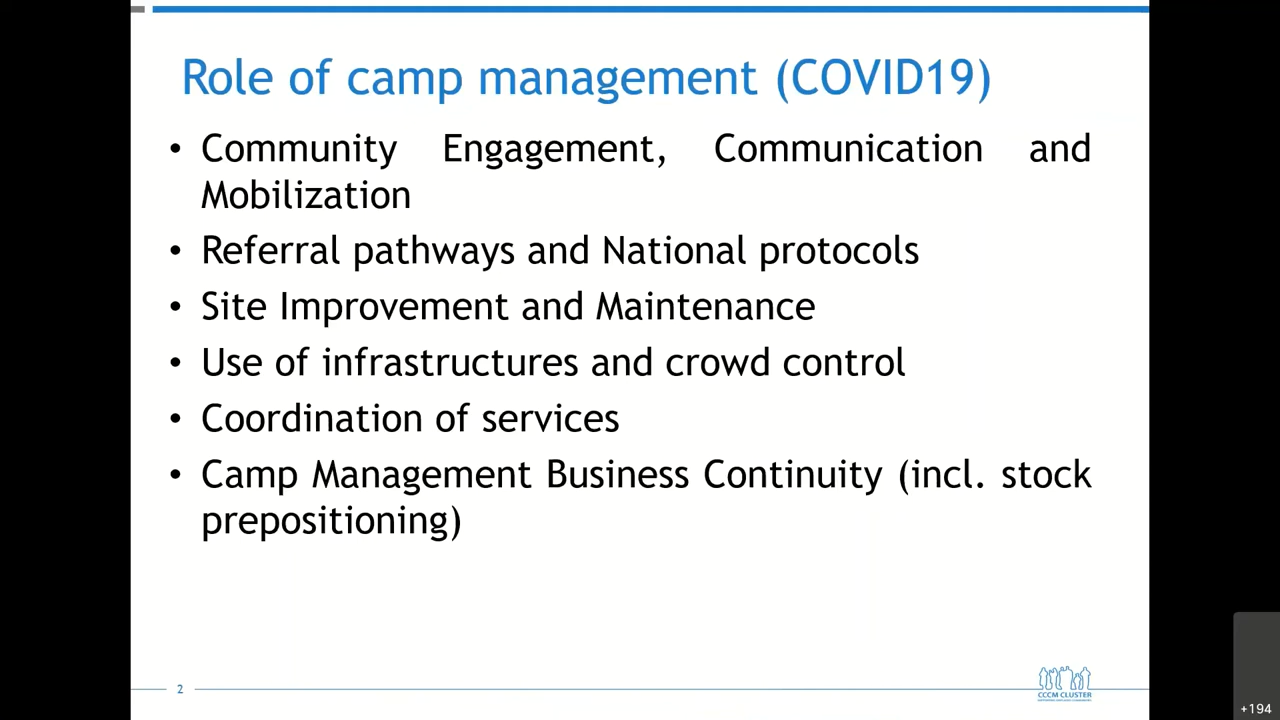 Role of camp management (COVID19)
• Community Engagement, Communication and
Mobilization
• Referral pathways and National protocols
• Site Improvement and Maintenance
• Use of infrastructures and crowd control
• Coordination of services
• Camp Management Business Continuity (incl. stock
prepositioning)
2
CCCM CLUSTER
+194